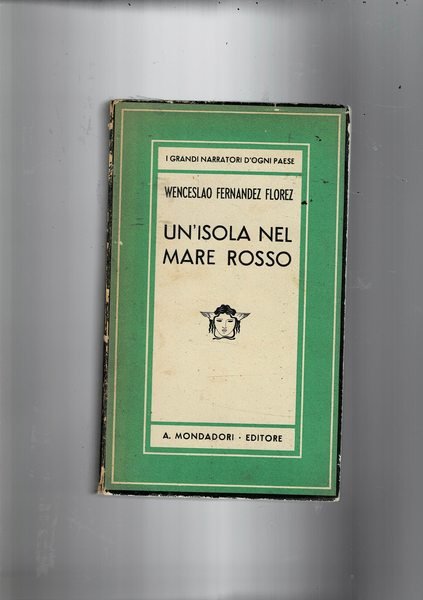 I GRANDI NARRATORI D'OGNI PAESE
WENCESLAO FERNANDEZ FLOREZ
UN'ISOLA NEL
MARE ROSSO
A. MONDADORI · EDITORE